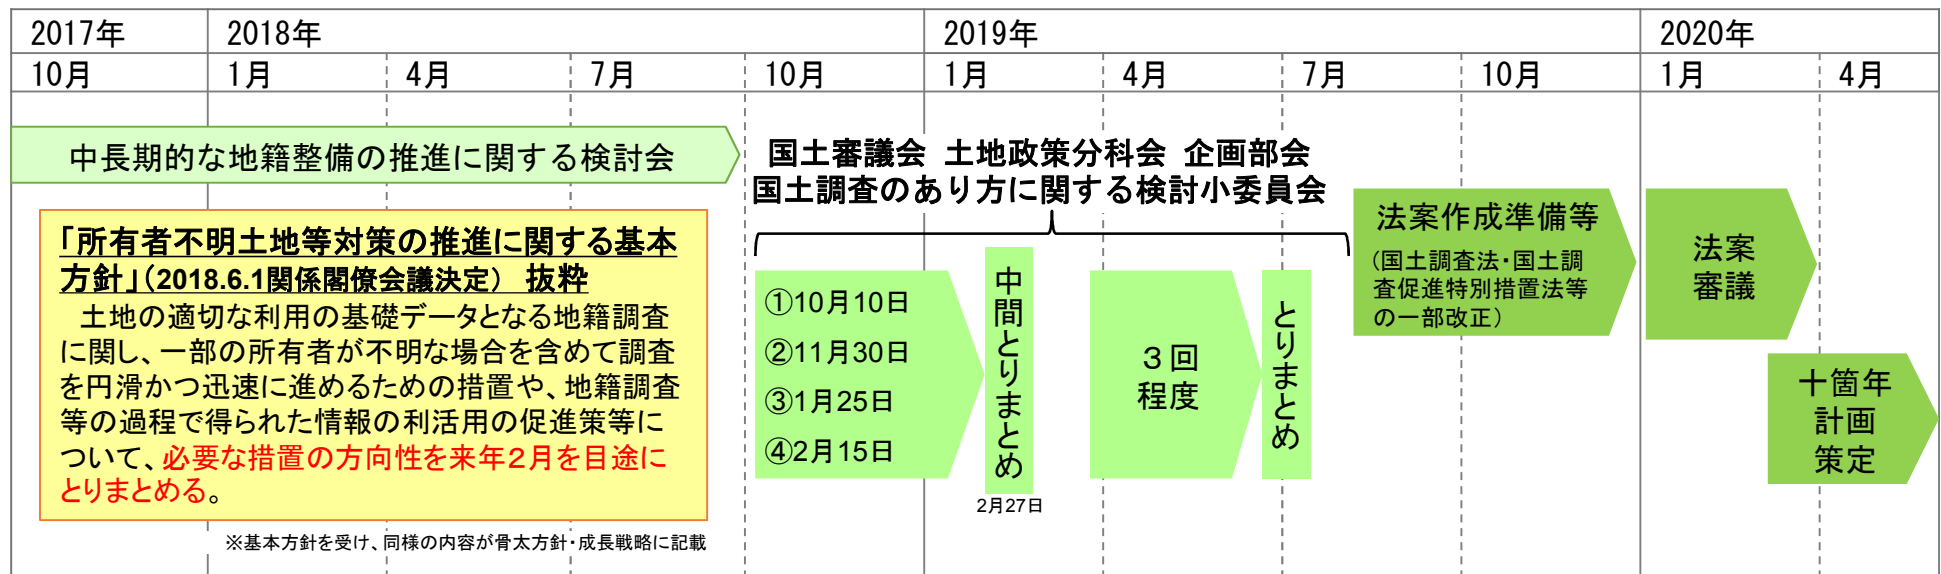 2017年 2018年 2019年 2020年
10月 1月 4月 7月 10月 1月 4月 7月 10月 1月 4月
中長期的な地籍整備の推進に関する検討会
「所有者不明土地等対策の推進に関する基本
方針」（2018.6.1関係閣僚会議決定） 抜粋
土地の適切な利用の基礎データとなる地籍調査
に関し、一部の所有者が不明な場合を含めて調査
を円滑かつ迅速に進めるための措置や、地籍調査
等の過程で得られた情報の利活用の促進策等に
ついて、必要な措置の方向性を来年２月を目途に
とりまとめる。
※基本方針を受け、同様の内容が骨太方針・成長戦略に記載
国土審議会 土地政策分科会 企画部会
国土調査のあり方に関する検討小委員会
①10月10日
②11月30日
③1月25日
④2月15日
中間とりまとめ
2月27日
３回
程度
とりまとめ
法案作成準備等
（国土調査法・国土調
査促進特別措置法等
の一部改正）
法案
審議
十箇年
計画
策定